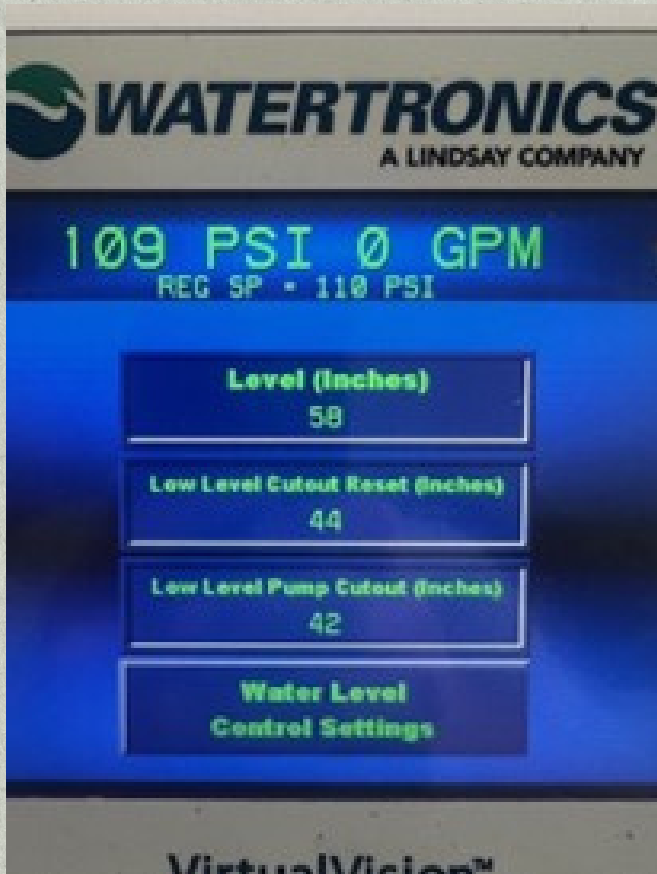 WATERTRONICS
A LINDSAY COMPANY
109 PSI 0 GPM
REG SP - 110 PSI
Level (Inches)
58
Low Level Cutout Reset (Inches)
44
Low Level Pump Cutout (Inches)
42
Water Level
Control Settings
VirtualVision™